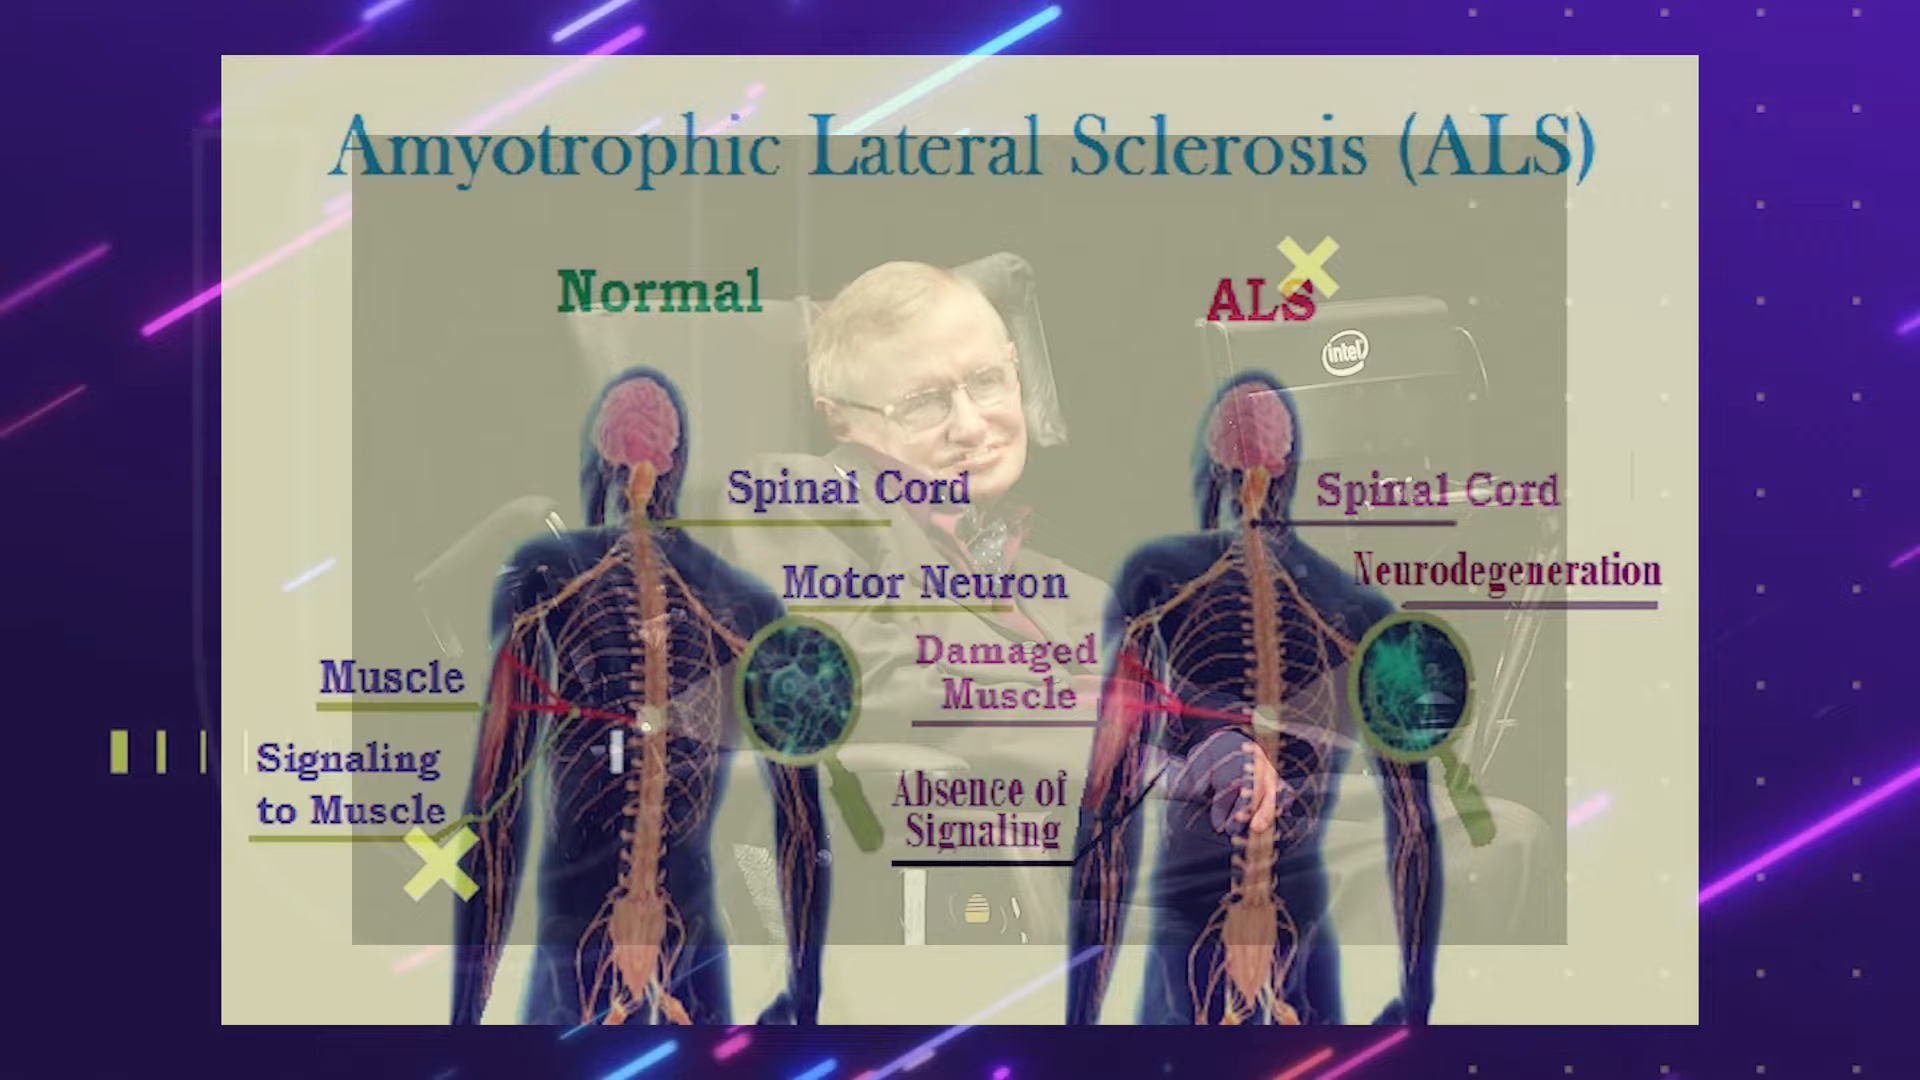 Amyotrophic Lateral Sclerosis (ALS)
Normal
ALS
intel
Spinal Cord
Spinal Cord
Motor Neuron
Neurodegeneration
Muscle
Damaged
Muscle
Signaling
to Muscle
Absence of
Signaling